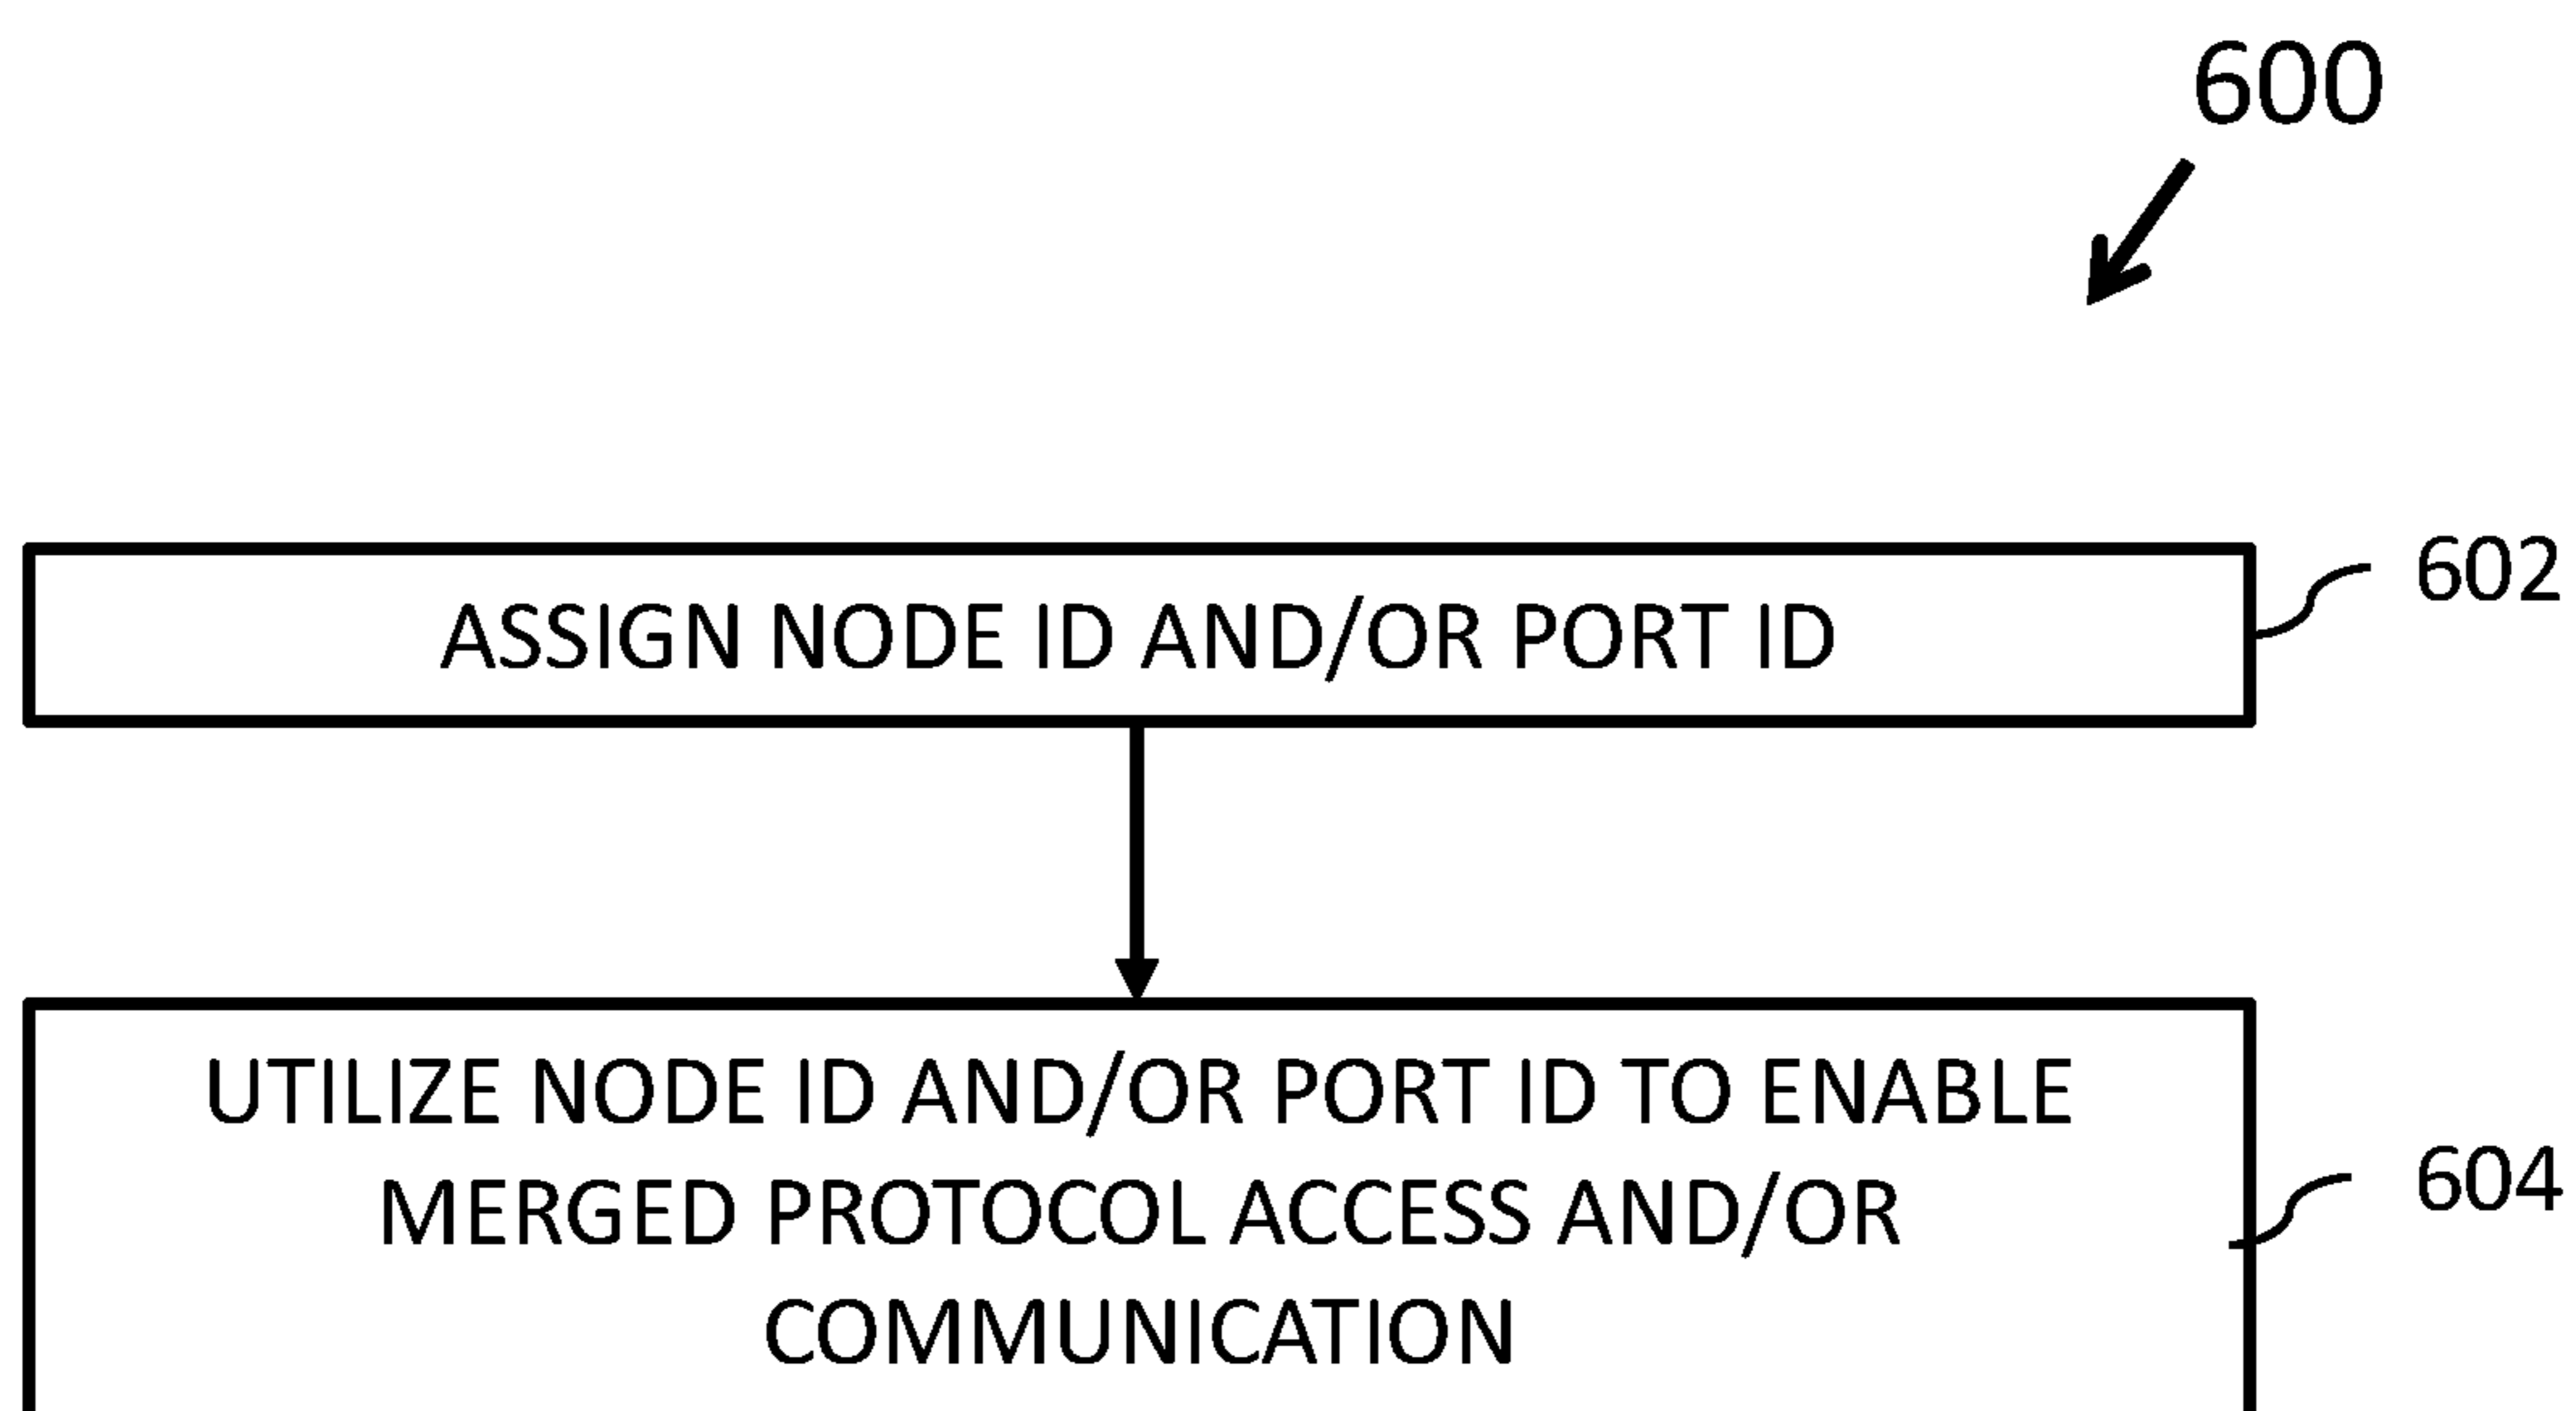 600
ASSIGN NODE ID AND/OR PORT ID
602
UTILIZE NODE ID AND/OR PORT ID TO ENABLE
MERGED PROTOCOL ACCESS AND/OR
COMMUNICATION
604